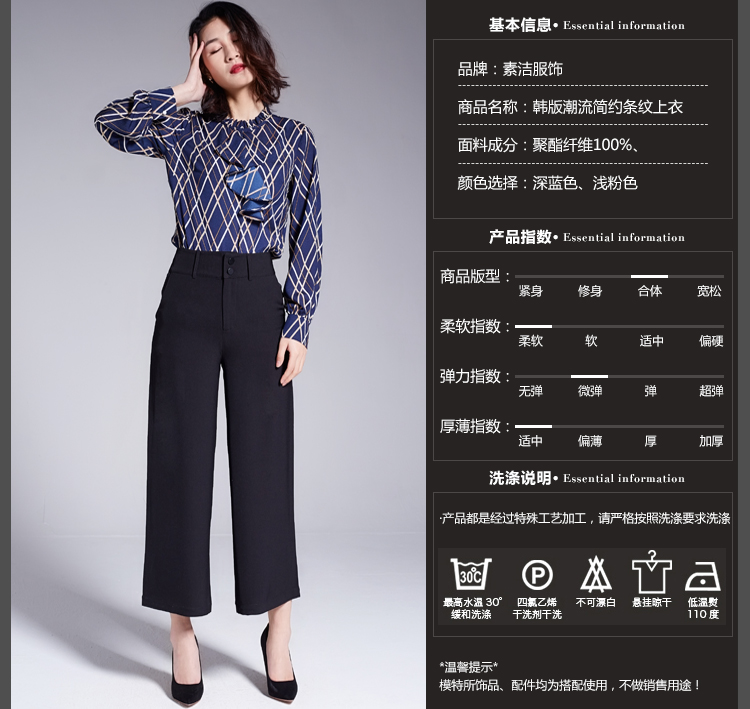 基本信息• Essential information
品牌：素洁服饰
商品名称：韩版潮流简约条纹上衣
面料成分：聚酯纤维100%、
颜色选择：深蓝色、浅粉色
产品指数• Essential information
商品版型：
紧身 修身 合体 宽松
柔软指数：
柔软 软 适中 偏硬
弹力指数：
无弹 微弹 弹 超弹
厚薄指数：
适中 偏薄 厚 加厚
洗涤说明• Essential information
·产品都是经过特殊工艺加工，请严格按照洗涤要求洗涤
30℃ P
最高水温 30° 四氯乙烯 不可漂白 悬挂晾干 低温熨
缓和洗涤 干洗剂干洗 110 度
*温馨提示*
模特所饰品、配件均为搭配使用，不做销售用途！